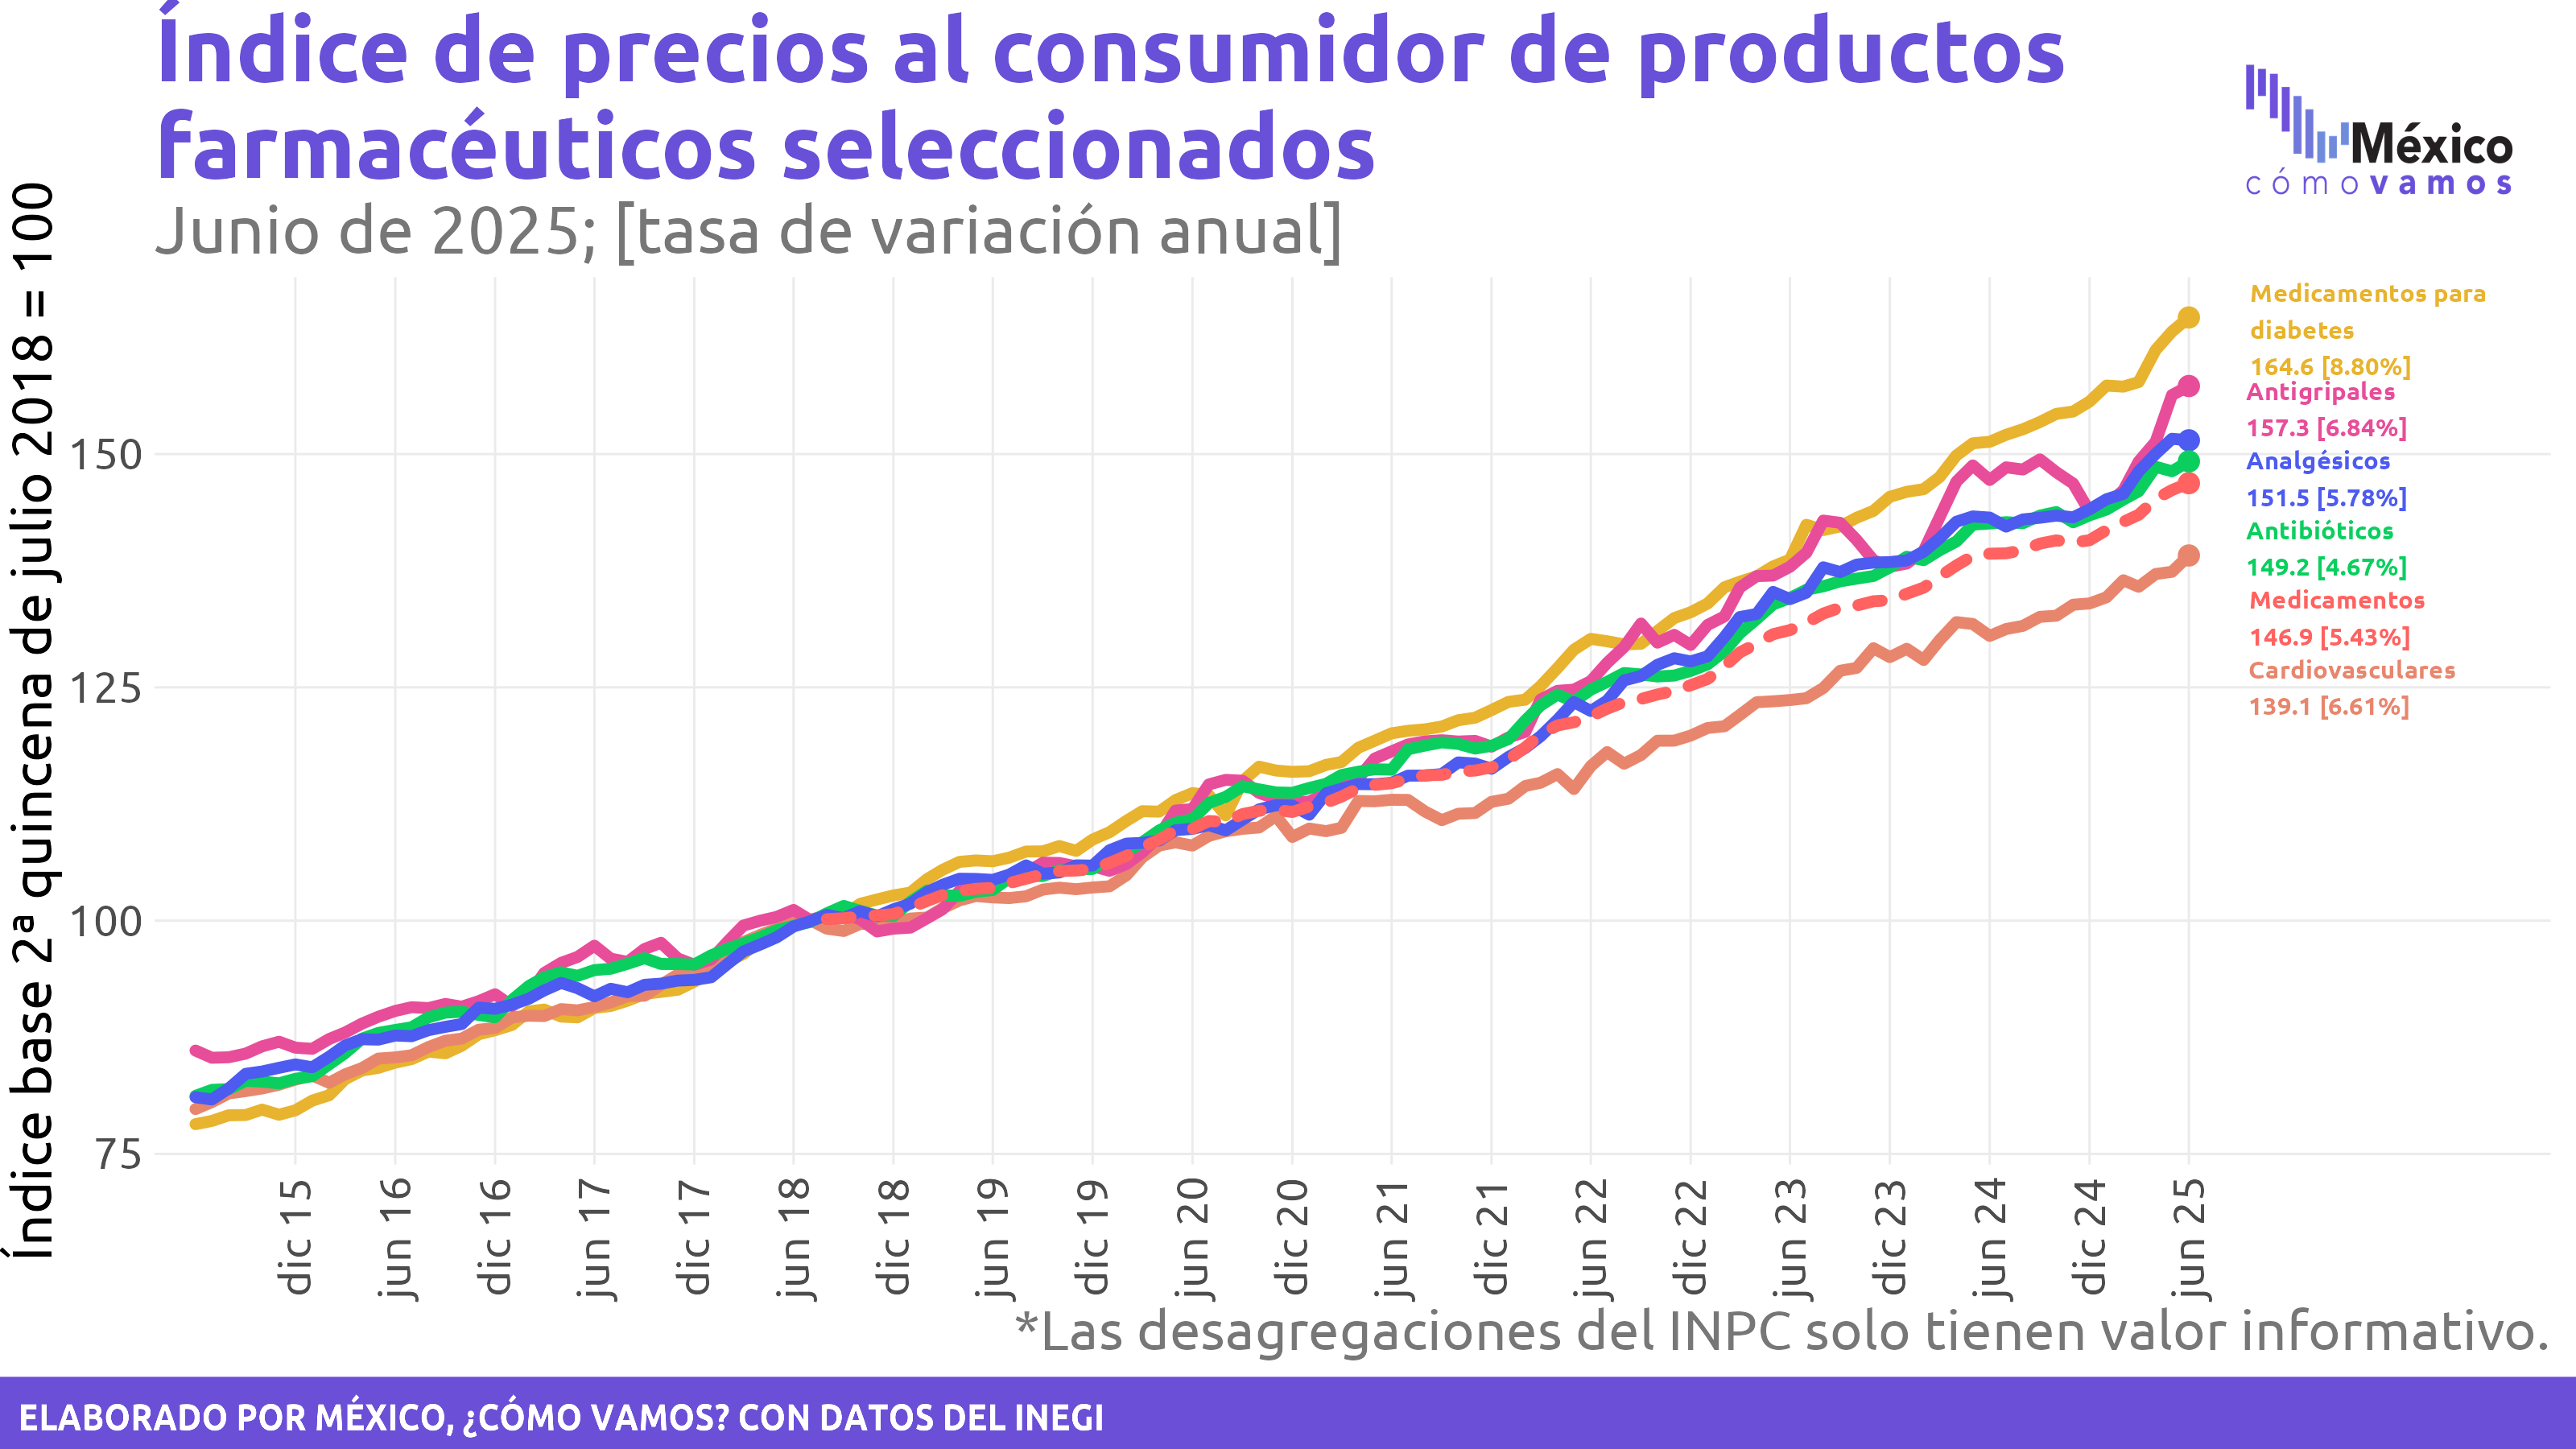 Índice de precios al consumidor de productos
farmacéuticos seleccionados
Junio de 2025; [tasa de variación anual]
México
cómo vamos
Índice base 2ª quincena de julio 2018 = 100
150
125
100
75
Medicamentos para
diabetes
164.6 [8.80%]
Antigripales
157.3 [6.84%]
Analgésicos
151.5 [5.78%]
Antibióticos
149.2 [4.67%]
Medicamentos
146.9 [5.43%]
Cardiovasculares
139.1 [6.61%]
dic 15
jun 16
dic 16
jun 17
dic 17
jun 18
dic 18
jun 19
dic 19
jun 20
dic 20
jun 21
dic 21
jun 22
dic 22
jun 23
dic 23
jun 24
dic 24
jun 25
*Las desagregaciones del INPC solo tienen valor informativo.
ELABORADO POR MÉXICO, ¿CÓMO VAMOS? CON DATOS DEL INEGI